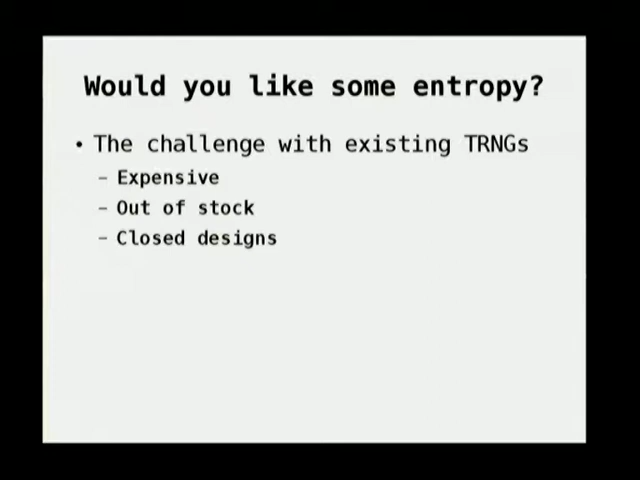 Would you like some entropy?
• The challenge with existing TRNGs
– Expensive
– Out of stock
– Closed designs